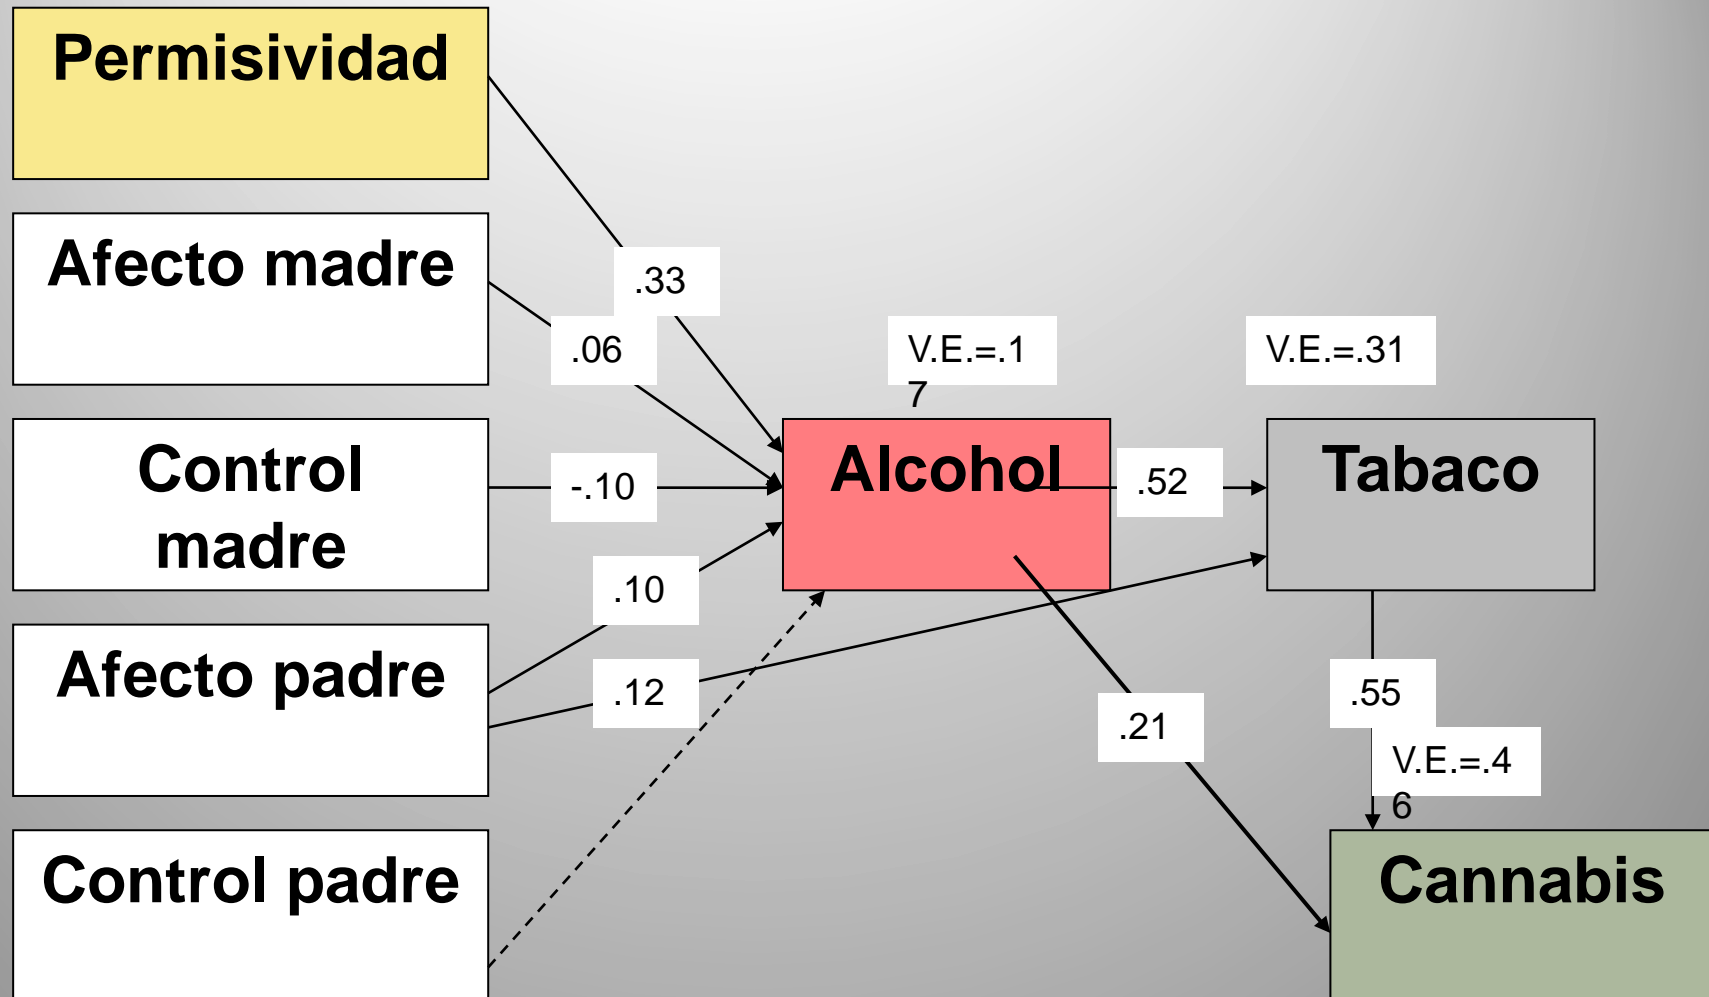 Permisividad
Afecto madre
.33
.06
V.E.=.1
7
V.E.=.31
Control
madre
-.10
Alcohol
.52
Tabaco
.10
Afecto padre
.12
.55
.21
V.E.=.4
6
Control padre
Cannabis